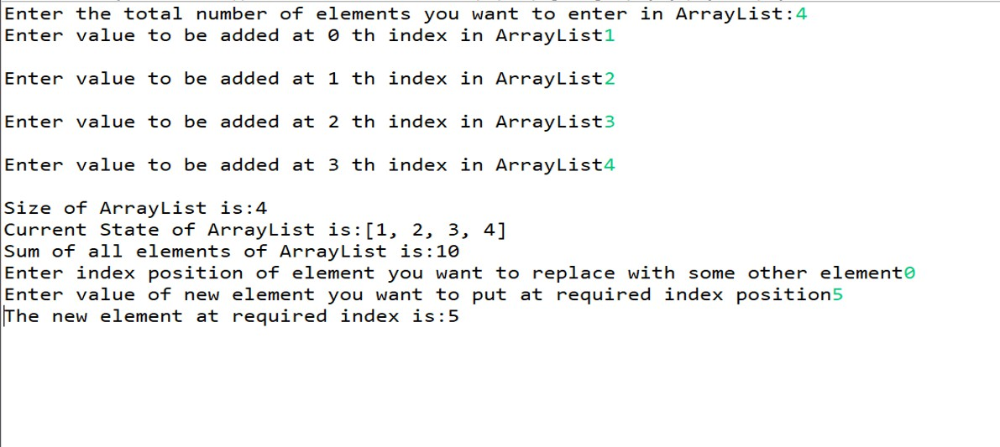 Enter the total number of elements you want to enter in ArrayList:4
Enter value to be added at 0 th index in ArrayList1
Enter value to be added at 1 th index in ArrayList2
Enter value to be added at 2 th index in ArrayList3
Enter value to be added at 3 th index in ArrayList4
Size of ArrayList is:4
Current State of ArrayList is:[1, 2, 3, 4]
Sum of all elements of ArrayList is:10
Enter index position of element you want to replace with some other element0
Enter value of new element you want to put at required index position5
The new element at required index is:5